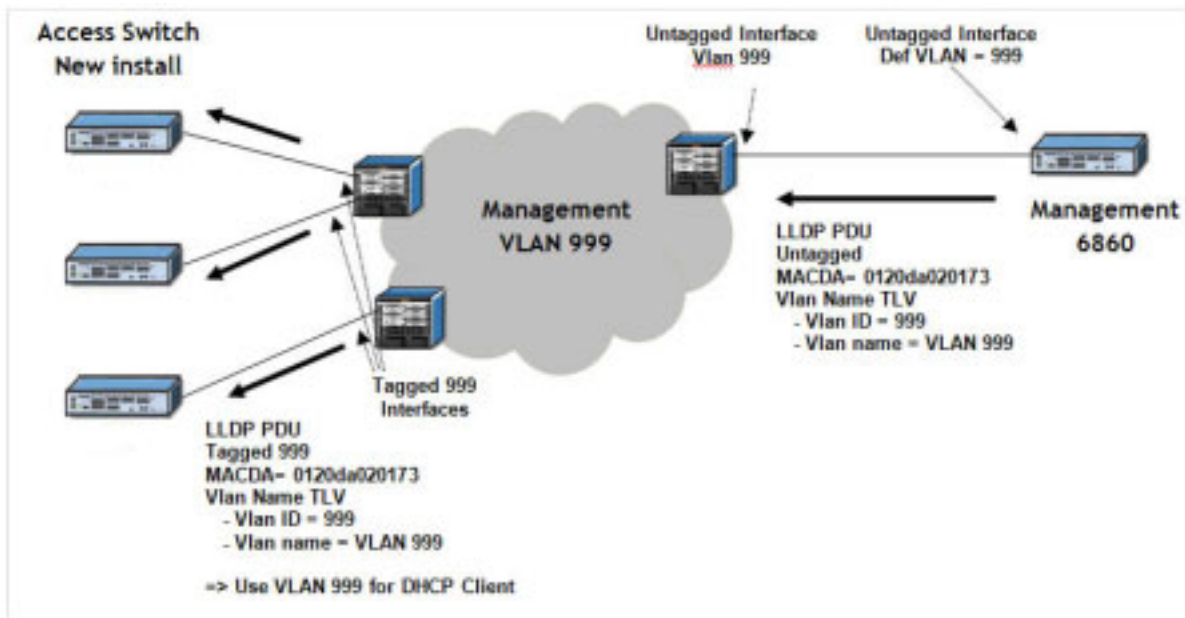 Access Switch
New install
Untagged Interface
Vlan 999
Untagged Interface
Def VLAN = 999
Management
VLAN 999
Management
6860
LLDP PDU
Untagged
MACDA= 0120da020173
Vlan Name TLV
- Vlan ID = 999
- Vlan name = VLAN 999
Tagged 999
Interfaces
LLDP PDU
Tagged 999
MACDA= 0120da020173
Vlan Name TLV
- Vlan ID = 999
- Vlan name = VLAN 999
=> Use VLAN 999 for DHCP Client